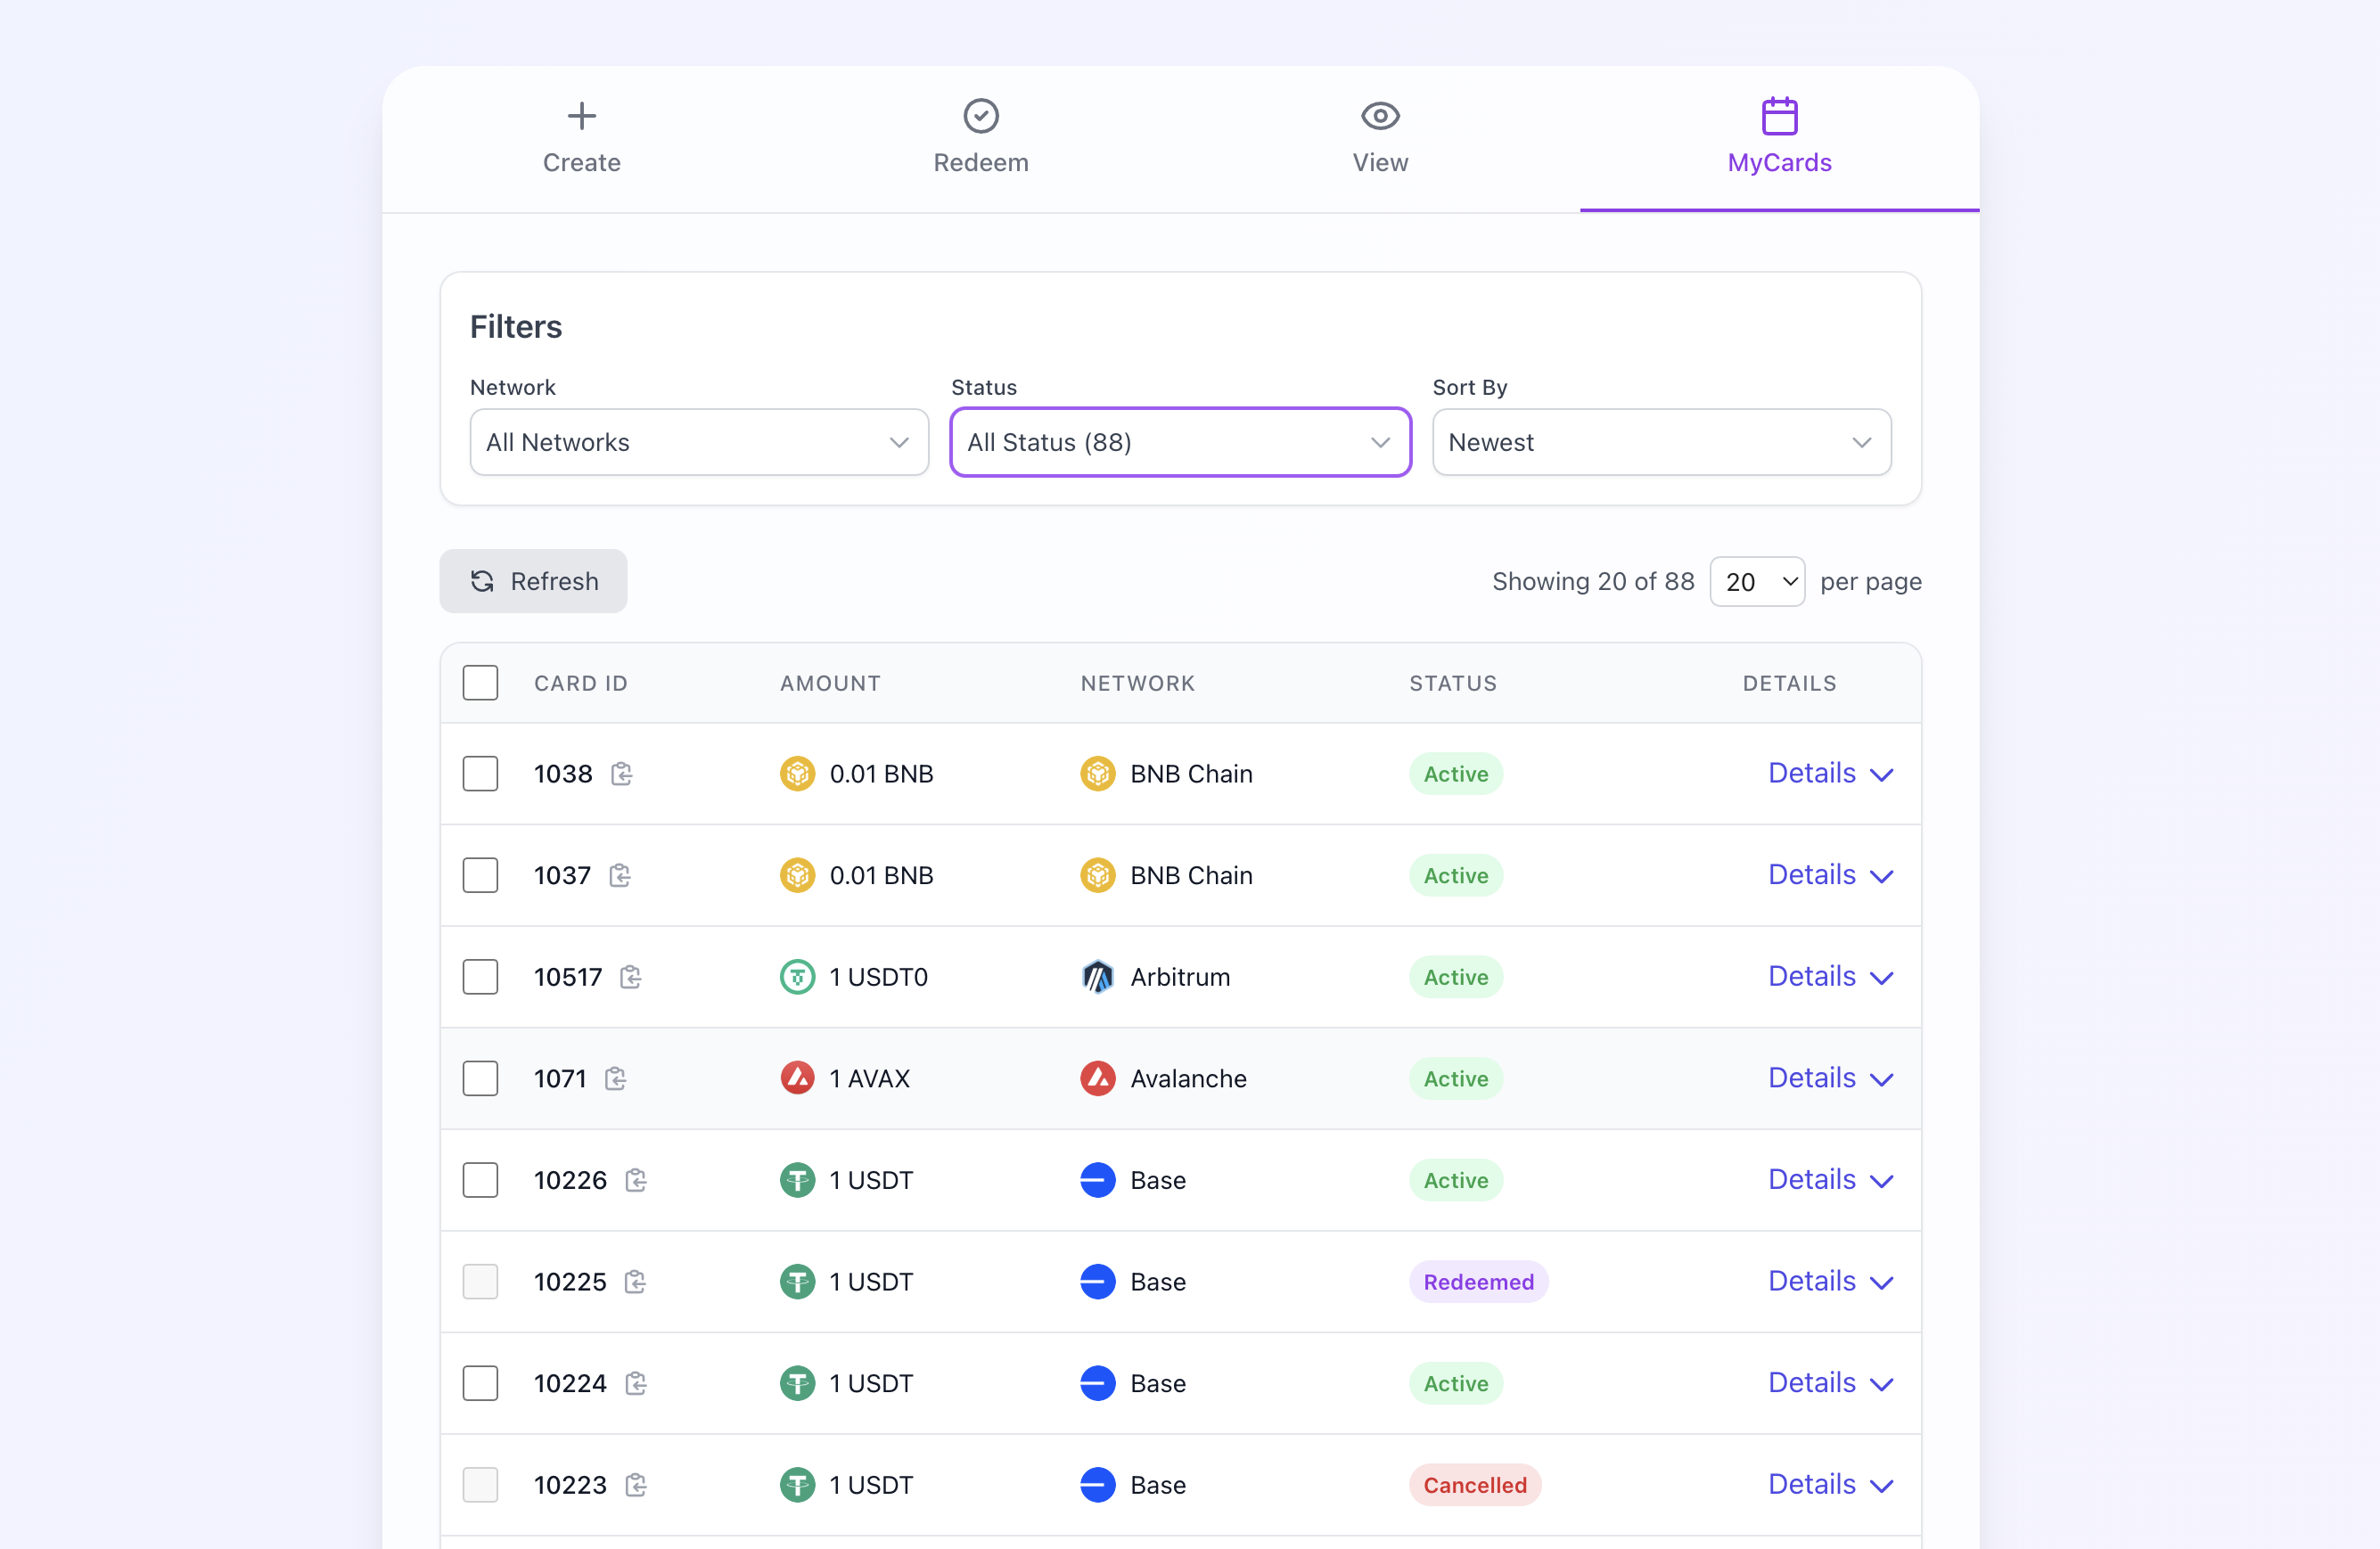 Create Redeem View MyCards
Filters
Network Status Sort By
All Networks All Status (88) Newest
Refresh Showing 20 of 88 20 per page
CARD ID AMOUNT NETWORK STATUS DETAILS
1038 0.01 BNB BNB Chain Active Details
1037 0.01 BNB BNB Chain Active Details
10517 1 USDT0 Arbitrum Active Details
1071 1 AVAX Avalanche Active Details
10226 1 USDT Base Active Details
10225 1 USDT Base Redeemed Details
10224 1 USDT Base Active Details
10223 1 USDT Base Cancelled Details